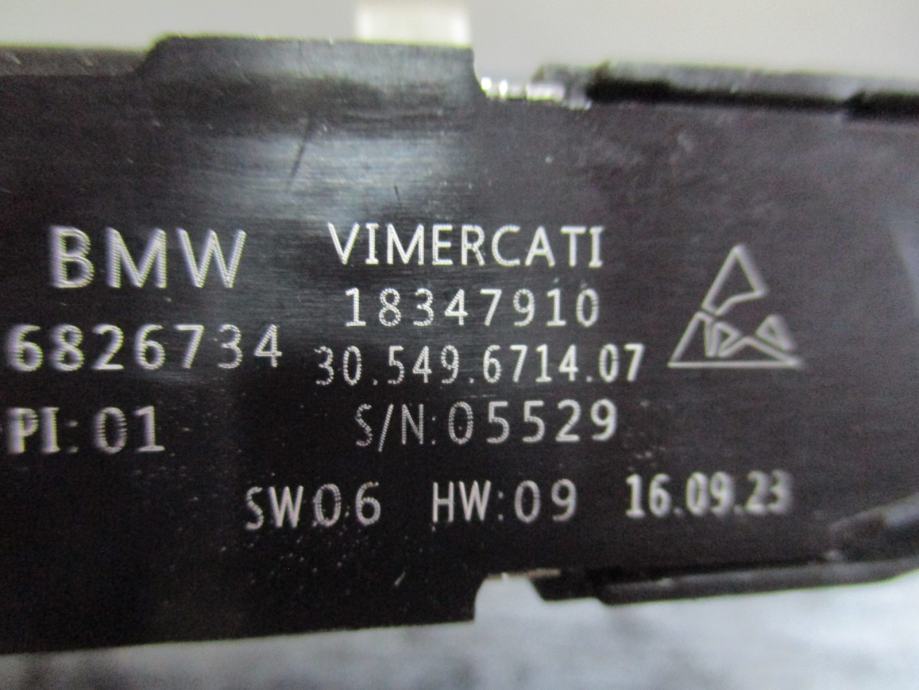 BMW VIMERCATI
18347910
6826734 30.549.6714.07
PI:01 S/N:05529
SW06 HW:09 16.09.23